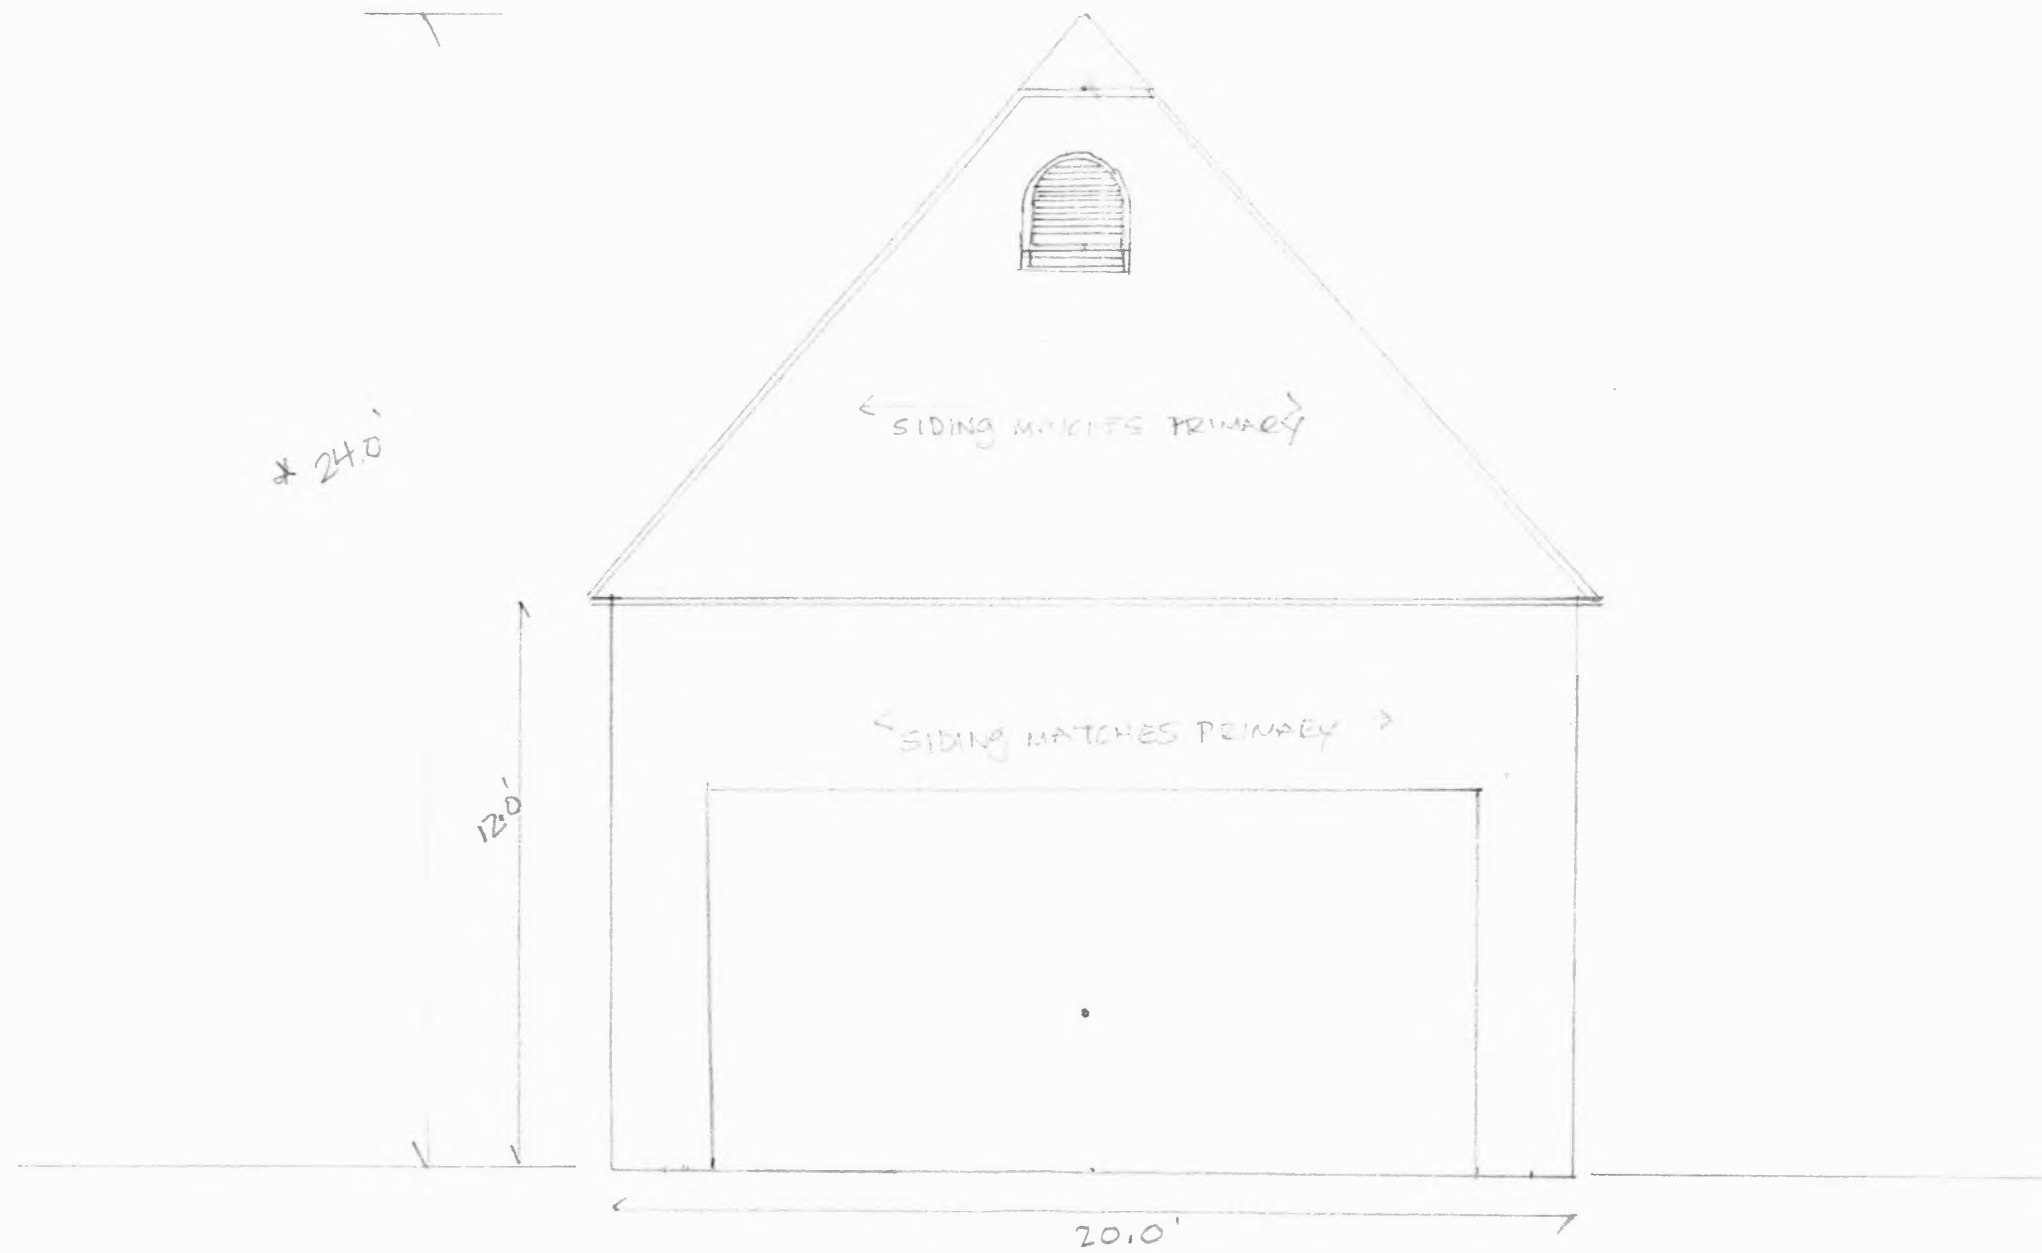 SIDING MATCHES PRIMARY
* 24.0'
SIDING MATCHES PRIMARY
12.0'
20.0'